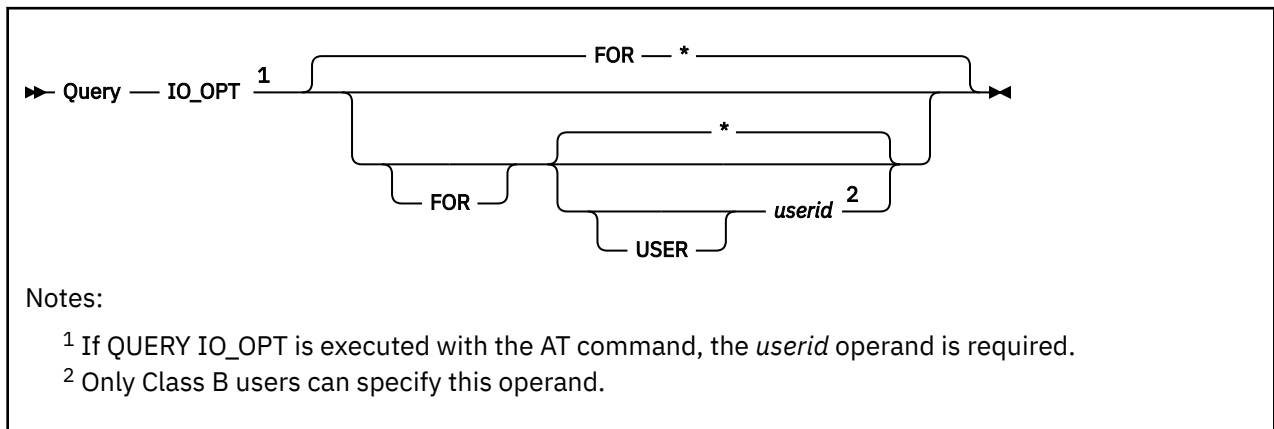 FOR *
Query IO_OPT 1
*
FOR userid 2
USER
Notes:
1 If QUERY IO_OPT is executed with the AT command, the userid operand is required.
2 Only Class B users can specify this operand.